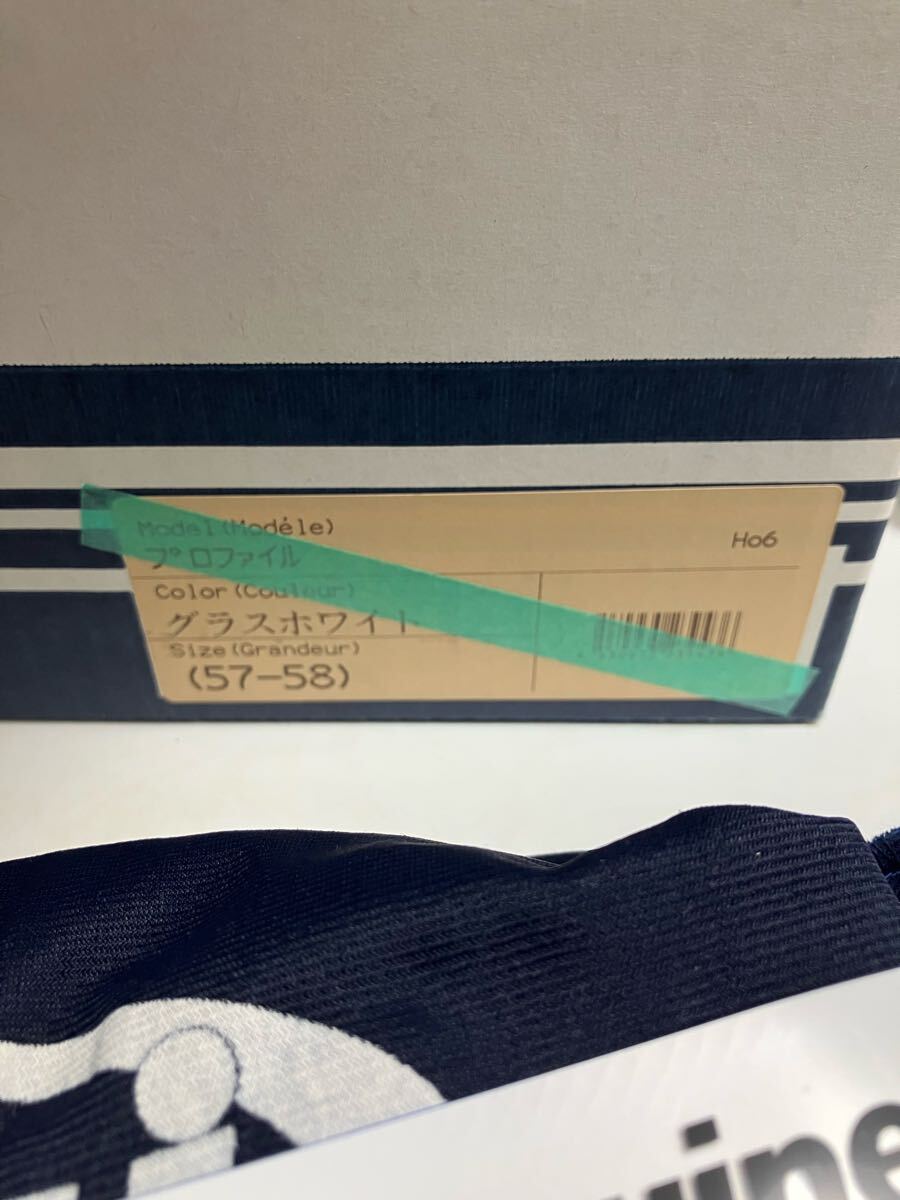 Model(Modéle)
プロファイル
Ho6
Color(Couleur)
グラスホワイト
Size(Grandeur)
(57-58)